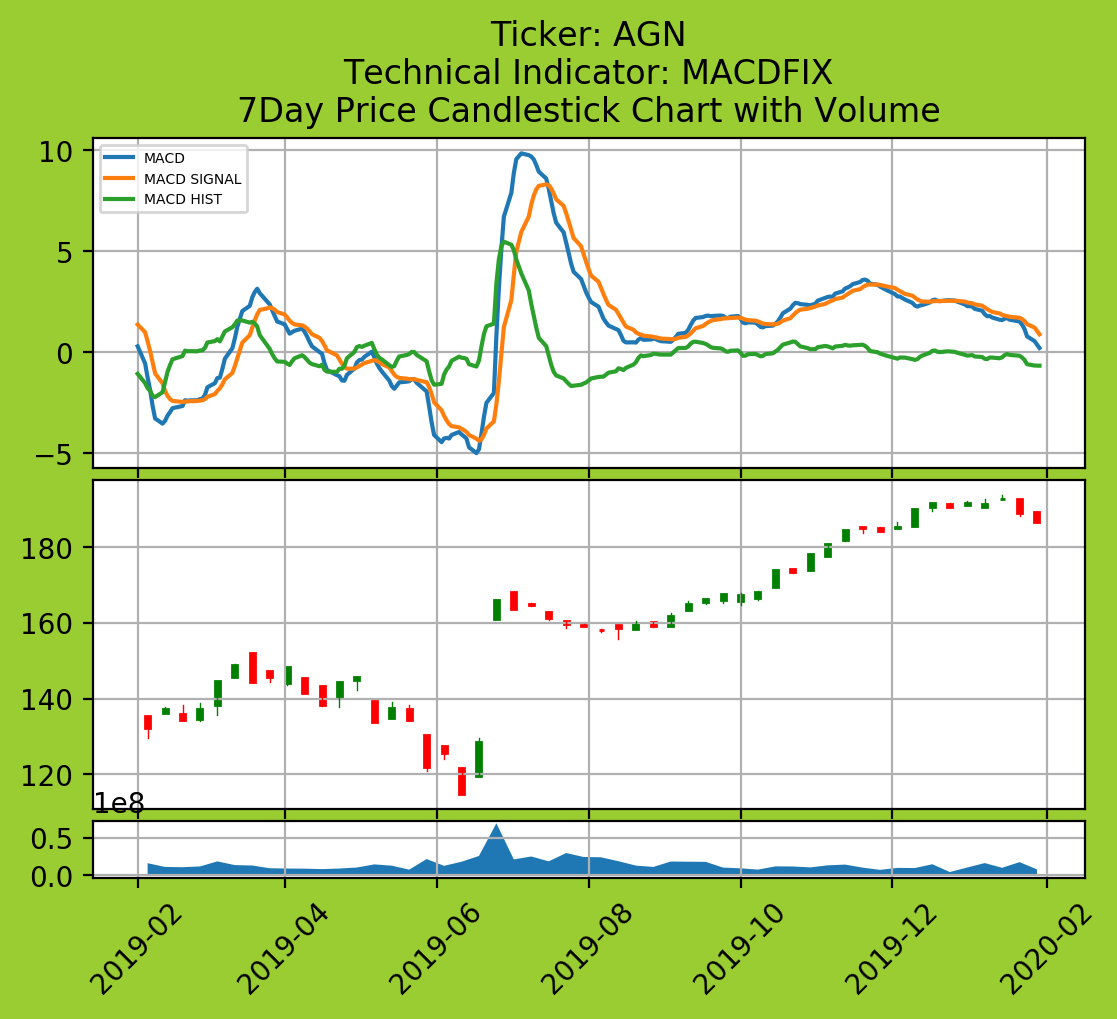 Ticker: AGN
Technical Indicator: MACDFIX
7Day Price Candlestick Chart with Volume
10
5
0
−5
MACD
MACD SIGNAL
MACD HIST
180
160
140
120
1e8
0.5
0.0
2019-02
2019-04
2019-06
2019-08
2019-10
2019-12
2020-02